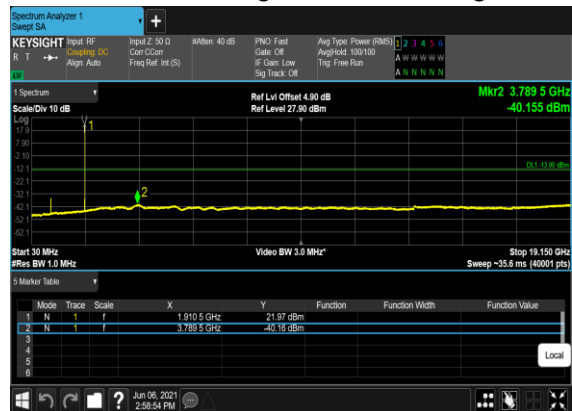 Spectrum Analyzer 1
Swept SA
+
KEYSIGHT Input: RF Input Z: 50 Ω #Atten: 40 dB PNO: Fast Avg Type: Power (RMS) 1 2 3 4 5 6
R T Coupling: DC Corr CCorr Gate: Off Avg|Hold: 100/100 A W W W W W
Align: Auto Freq Ref: Int (S) IF Gain: Low Trig: Free Run
Sig Track: Off A N N N N N
1 Spectrum Ref Lvl Offset 4.90 dB Mkr2 3.789 5 GHz
Scale/Div 10 dB Ref Level 27.90 dBm -40.155 dBm
Log
17.9
1
7.90
-2.10
-12.1
DL1 -13.00 dBm
-22.1
-32.1
2
-42.1
-52.1
-62.1
Start 30 MHz Video BW 3.0 MHz* Stop 19.150 GHz
#Res BW 1.0 MHz Sweep ~35.6 ms (40001 pts)
5 Marker Table
Mode Trace Scale X Y Function Function Width Function Value
1 N 1 f 1.910 5 GHz 21.97 dBm
2 N 1 f 3.789 5 GHz -40.16 dBm
3
4
5
6
Local
? Jun 06, 2021
2:58:54 PM